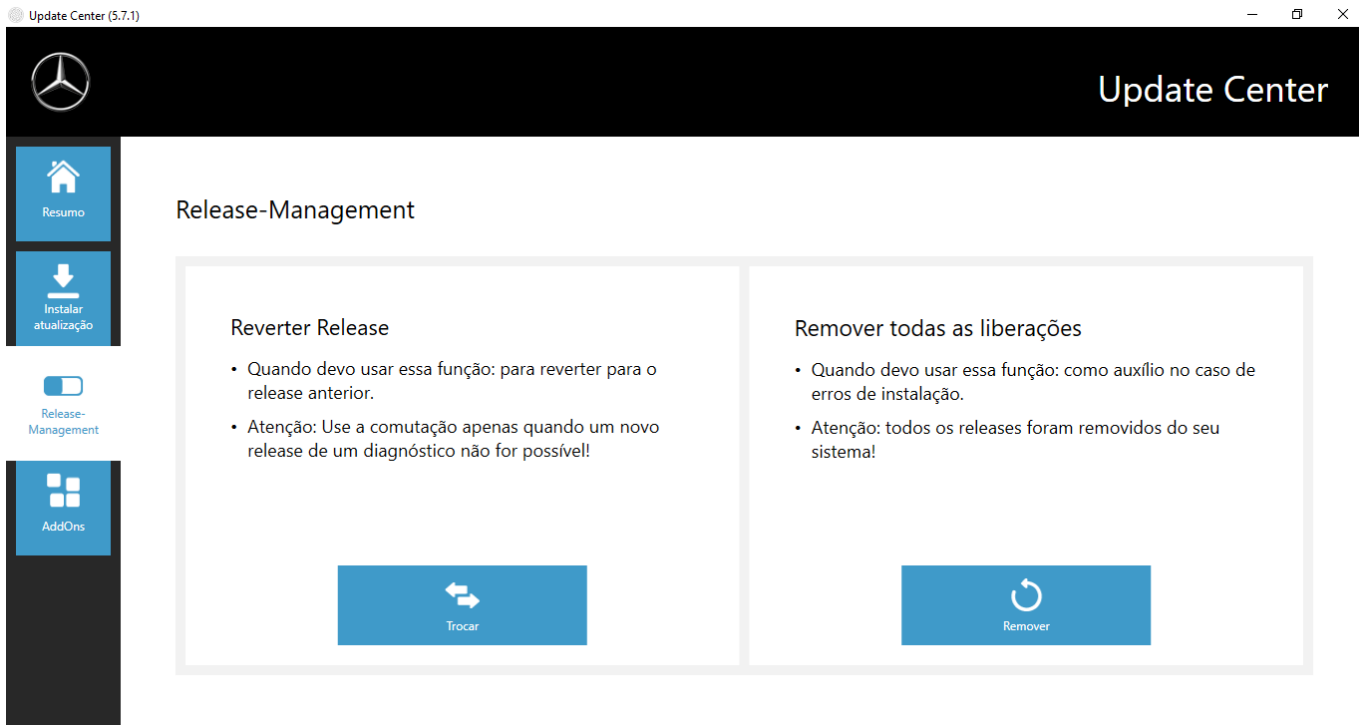 Update Center (5.7.1)
Update Center
Resumo
Instalar
atualização
Release-
Management
AddOns
Release-Management
Reverter Release
• Quando devo usar essa função: para reverter para o
release anterior.
• Atenção: Use a comutação apenas quando um novo
release de um diagnóstico não for possível!
Trocar
Remover todas as liberações
• Quando devo usar essa função: como auxílio no caso de
erros de instalação.
• Atenção: todos os releases foram removidos do seu
sistema!
Remover